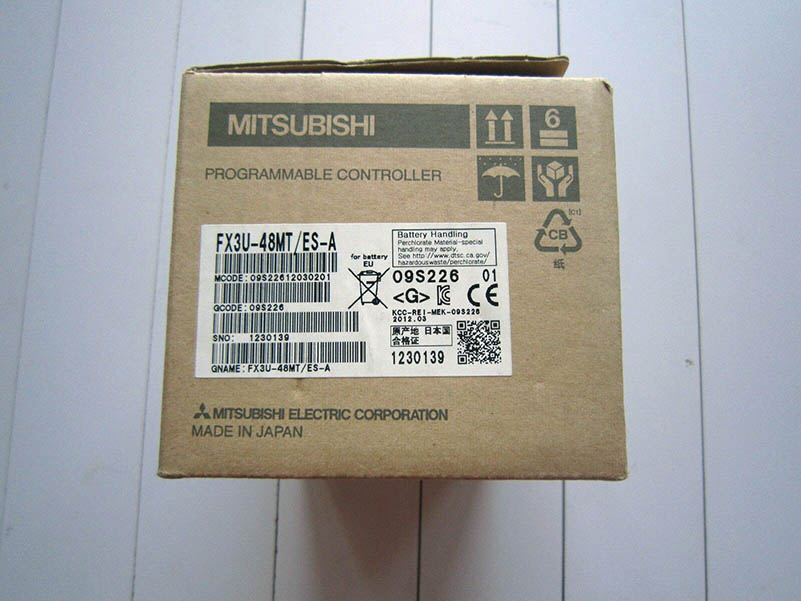 MITSUBISHI
6
PROGRAMMABLE CONTROLLER
[C1]
CB
纸
FX3U-48MT/ES-A
MCODE:09S22612030201
GCODE:09S226
SNO: 1230139
GNAME:FX3U-48MT/ES-A
for battery
EU
Battery Handling
Perchlorate Material-special
handling may apply.
See http://www.dtsc.ca.gov/
hazardouswaste/perchlorate/
09S226 01
<G> CE
KCC-REI-MEK-09S226
2012.03
原产地 日本国
合格证
1230139
MITSUBISHI ELECTRIC CORPORATION
MADE IN JAPAN